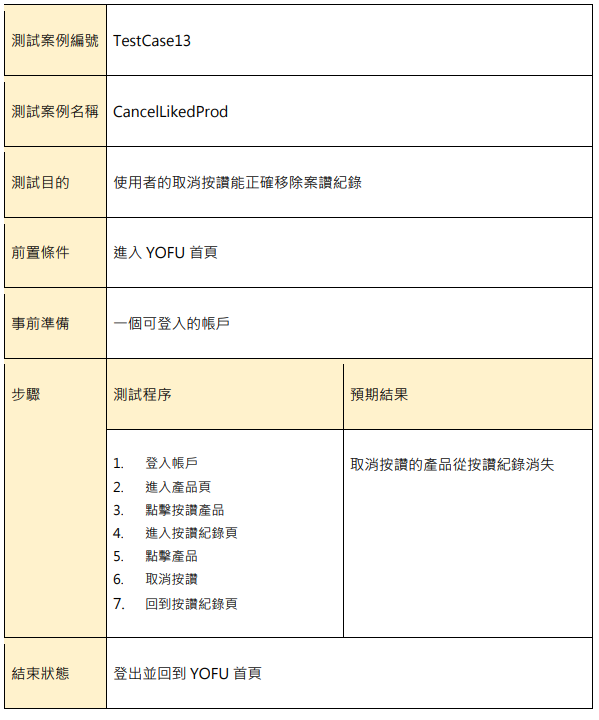 測試案例編號 TestCase13
測試案例名稱 CancelLikedProd
測試目的 使用者的取消按讚能正確移除案讚紀錄
前置條件 進入 YOFU 首頁
事前準備 一個可登入的帳戶
步驟 測試程序 預期結果
1. 登入帳戶 取消按讚的產品從按讚紀錄消失
2. 進入產品頁
3. 點擊按讚產品
4. 進入按讚紀錄頁
5. 點擊產品
6. 取消按讚
7. 回到按讚紀錄頁
結束狀態 登出並回到 YOFU 首頁